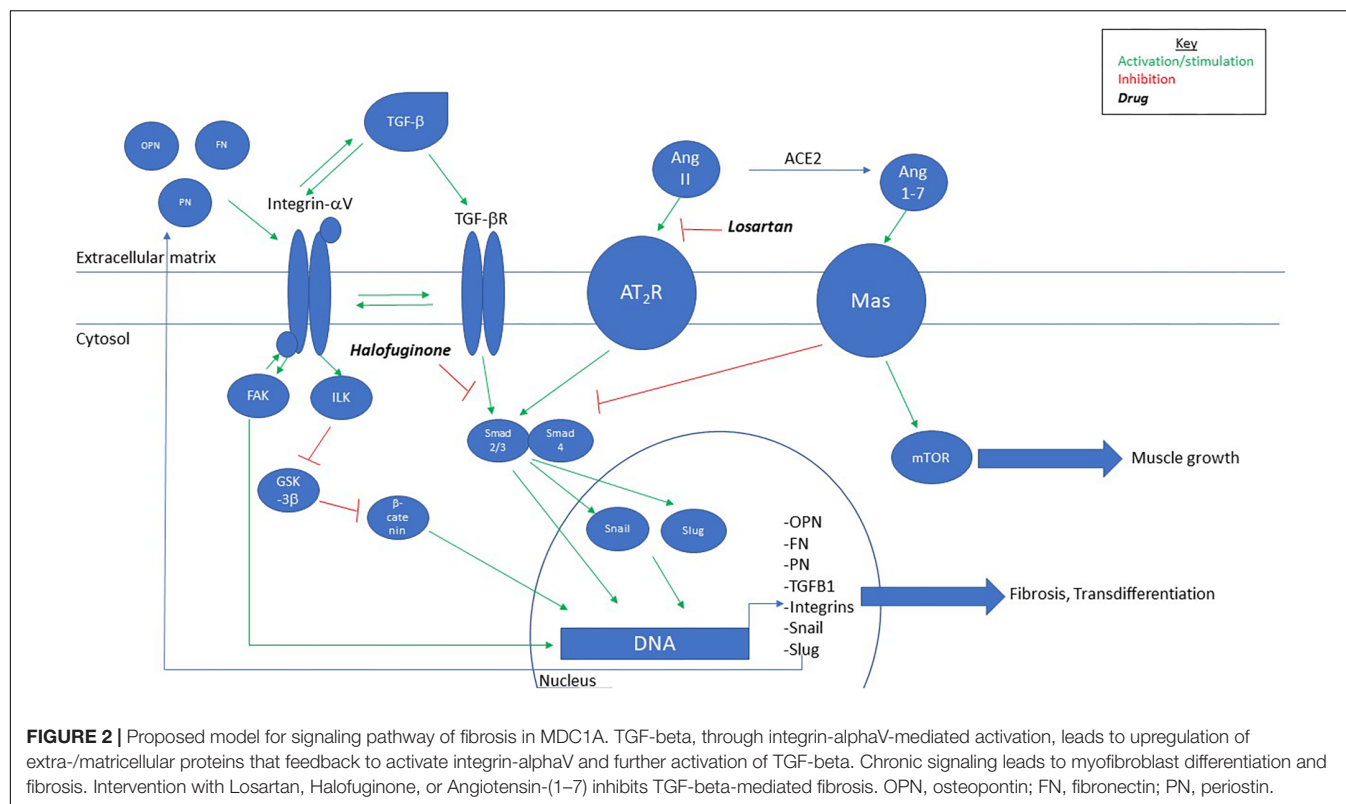 Key
Activation/stimulation
Inhibition
Drug
TGF-β
OPN
FN
PN
Integrin-αV
TGF-βR
Ang
II
ACE2
Ang
1-7
Losartan
Extracellular matrix
AT₂R
Mas
Cytosol
Halofuginone
FAK
ILK
Smad
2/3
Smad
4
mTOR
Muscle growth
GSK
-3β
β-
cate
nin
Snail
Slug
-OPN
-FN
-PN
-TGFB1
-Integrins
-Snail
-Slug
Fibrosis, Transdifferentiation
DNA
Nucleus
FIGURE 2 | Proposed model for signaling pathway of fibrosis in MDC1A. TGF-beta, through integrin-alphaV-mediated activation, leads to upregulation of
extra-/matricellular proteins that feedback to activate integrin-alphaV and further activation of TGF-beta. Chronic signaling leads to myofibroblast differentiation and
fibrosis. Intervention with Losartan, Halofuginone, or Angiotensin-(1–7) inhibits TGF-beta-mediated fibrosis. OPN, osteopontin; FN, fibronectin; PN, periostin.